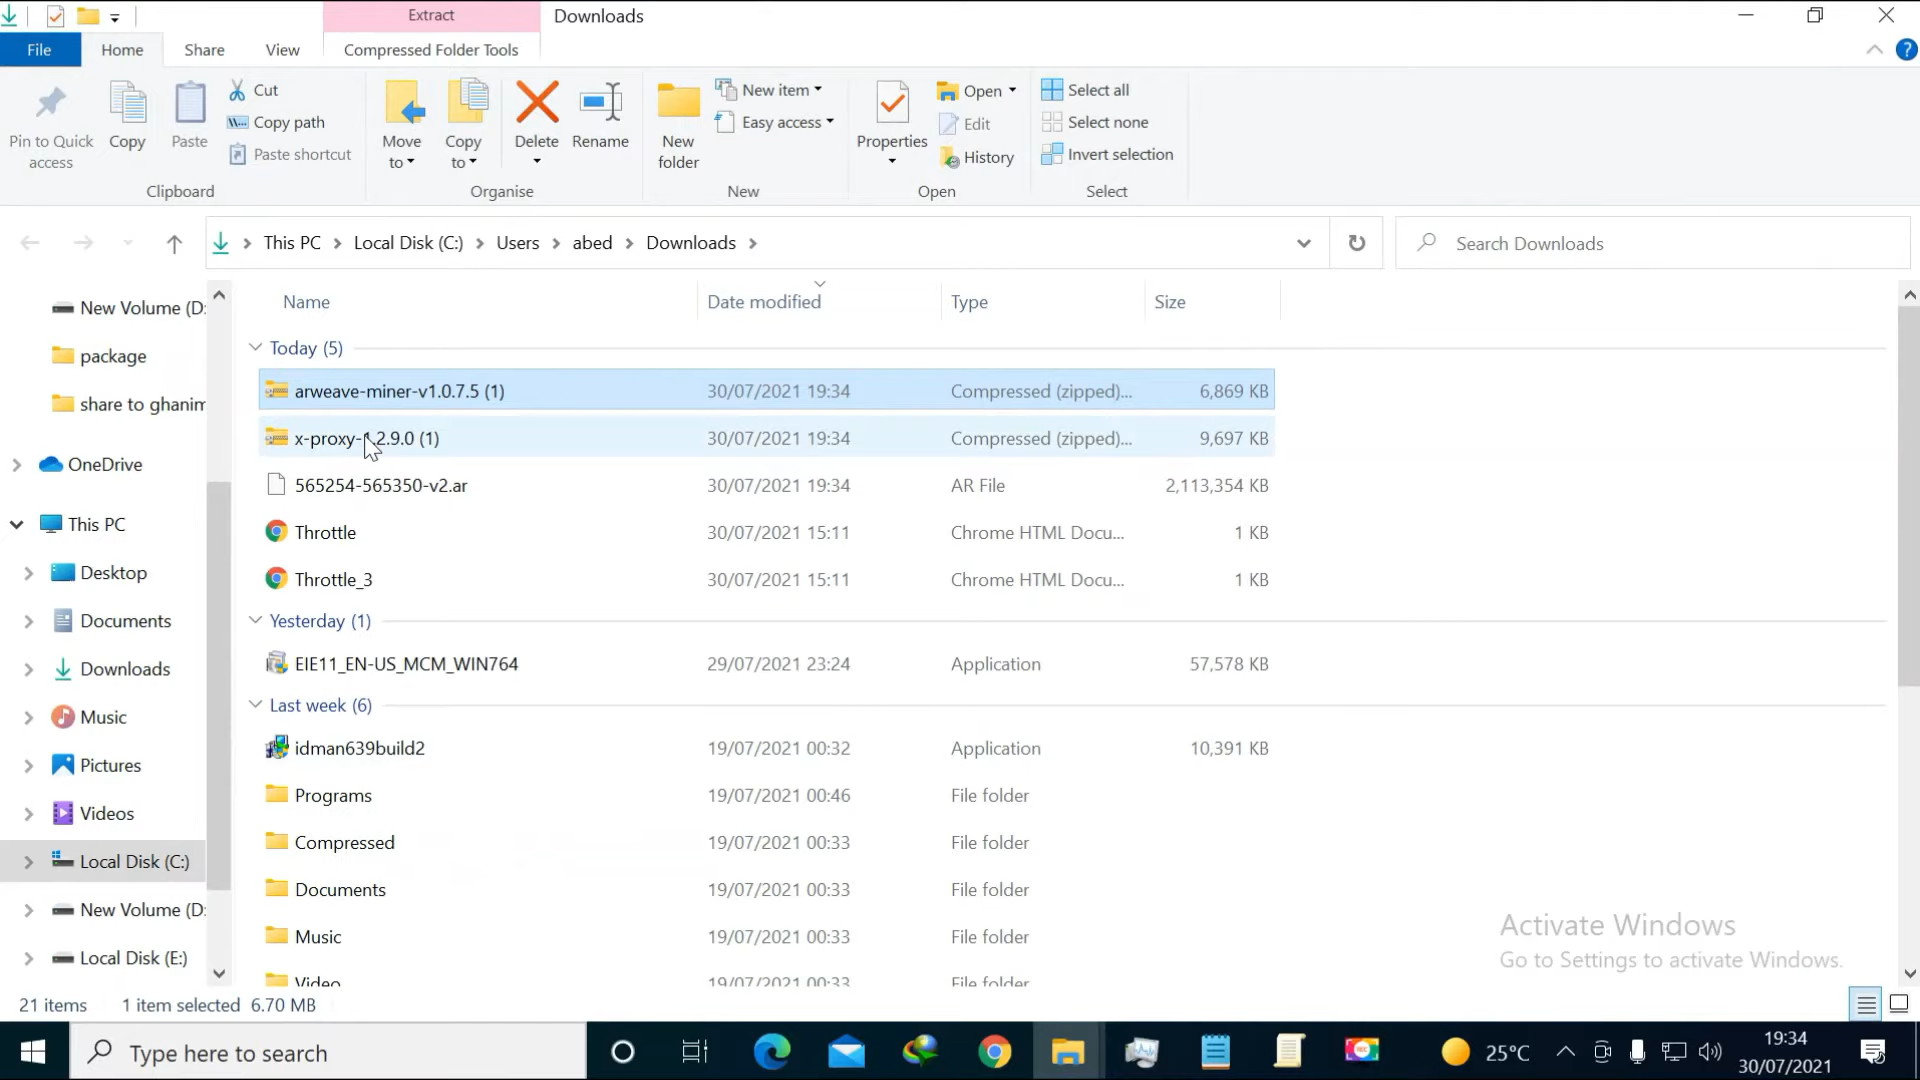 Extract
Downloads
File
Home
Share
View
Compressed Folder Tools
Pin to Quick access
Copy
Paste
Cut
Copy path
Paste shortcut
Clipboard
Move to
Copy to
Delete
Rename
Organise
New folder
New item
Easy access
New
Properties
Open
Edit
History
Open
Select all
Select none
Invert selection
Select
This PC > Local Disk (C:) > Users > abed > Downloads >
Search Downloads
New Volume (D:
package
share to ghanim
OneDrive
This PC
Desktop
Documents
Downloads
Music
Pictures
Videos
Local Disk (C:)
New Volume (D:
Local Disk (E:)
Name Date modified Type Size
Today (5)
arweave-miner-v1.0.7.5 (1) 30/07/2021 19:34 Compressed (zipped)... 6,869 KB
x-proxy-1.2.9.0 (1) 30/07/2021 19:34 Compressed (zipped)... 9,697 KB
565254-565350-v2.ar 30/07/2021 19:34 AR File 2,113,354 KB
Throttle 30/07/2021 15:11 Chrome HTML Docu... 1 KB
Throttle_3 30/07/2021 15:11 Chrome HTML Docu... 1 KB
Yesterday (1)
EIE11_EN-US_MCM_WIN764 29/07/2021 23:24 Application 57,578 KB
Last week (6)
idman639build2 19/07/2021 00:32 Application 10,391 KB
Programs 19/07/2021 00:46 File folder
Compressed 19/07/2021 00:33 File folder
Documents 19/07/2021 00:33 File folder
Music 19/07/2021 00:33 File folder
Video 19/07/2021 00:33 File folder
Activate Windows
Go to Settings to activate Windows.
21 items 1 item selected 6.70 MB
Type here to search
25°C
19:34
30/07/2021